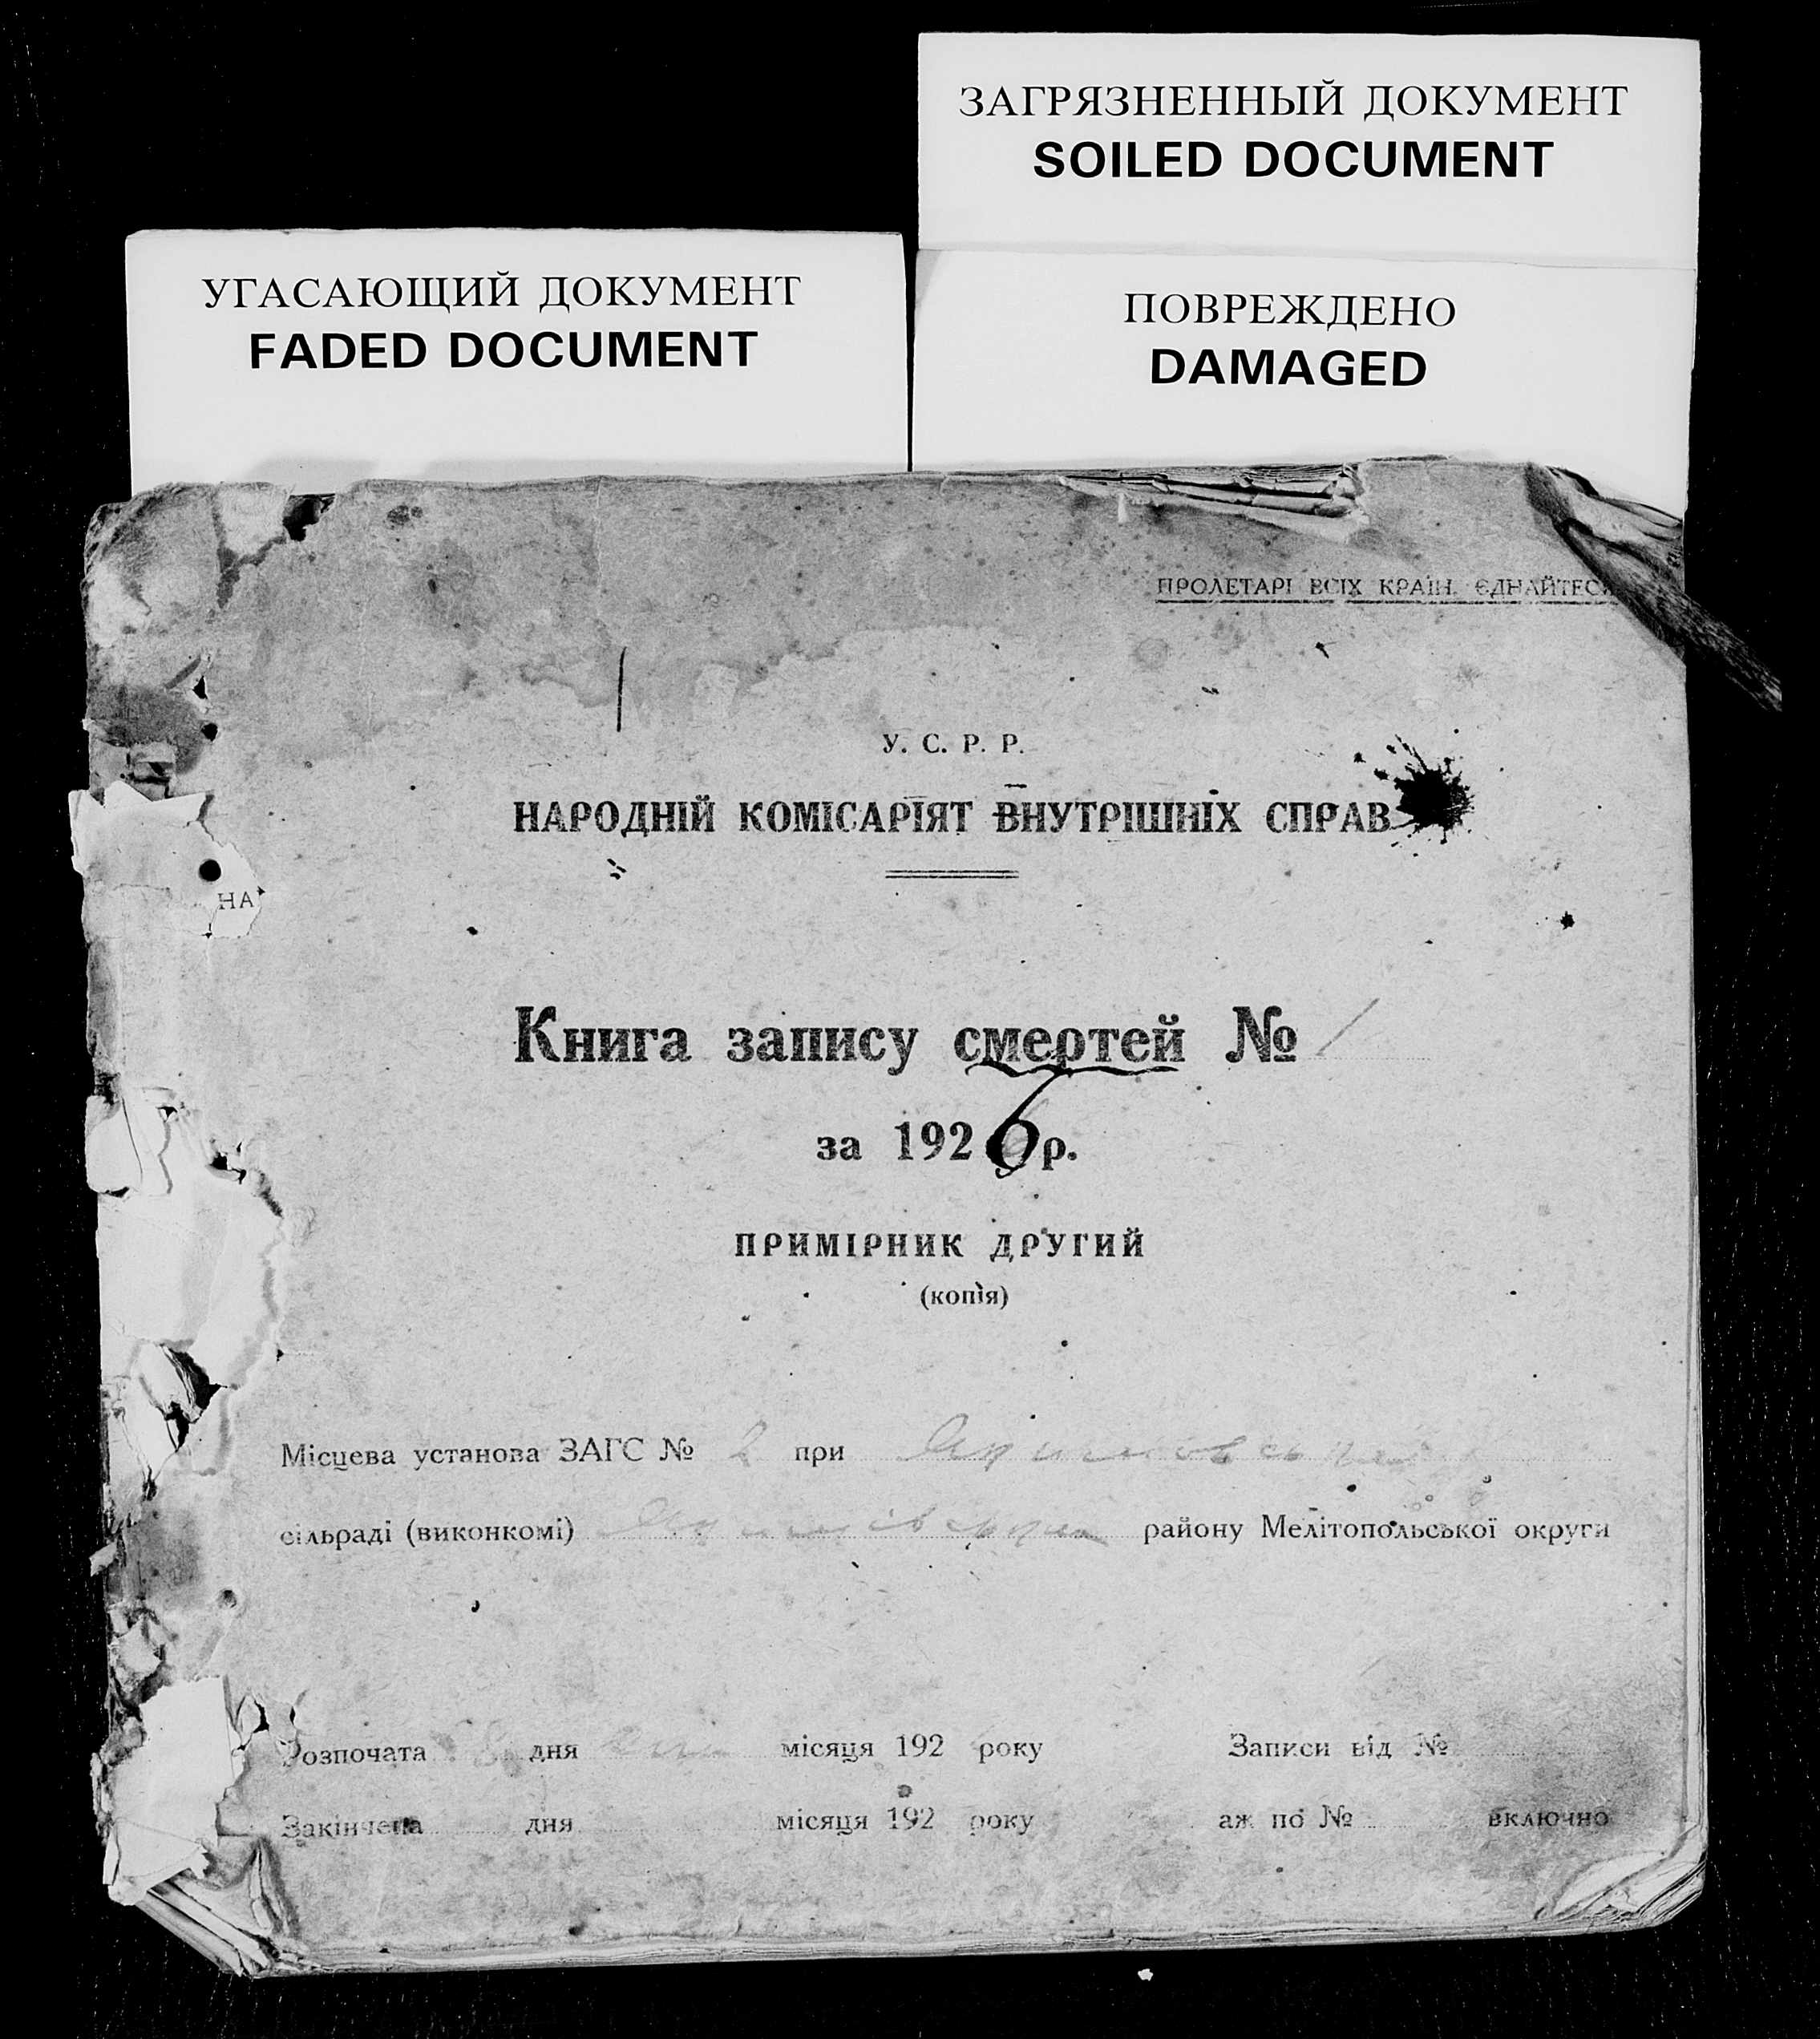 ЗАГРЯЗНЕННЫЙ ДОКУМЕНТ
SOILED DOCUMENT
УГАСАЮЩИЙ ДОКУМЕНТ
FADED DOCUMENT
ПОВРЕЖДЕНО
DAMAGED
ПРОЛЕТАРІ ВСІХ КРАЇН, ЄДНАЙТЕСЯ
У. С. Р. Р.
НАРОДНІЙ КОМІСАРІЯТ ВНУТРІШНІХ СПРАВ
НА
Книга запису смертей № 1
за 1926 р.
ПРИМІРНИК ДРУГИЙ
(копія)
Місцева установа ЗАГС № 2 при
сільраді (виконкомі) району Мелітопольської округи
Розпочата дня місяця 192 року Записи від №
Закінчена дня місяця 192 року аж по № включно